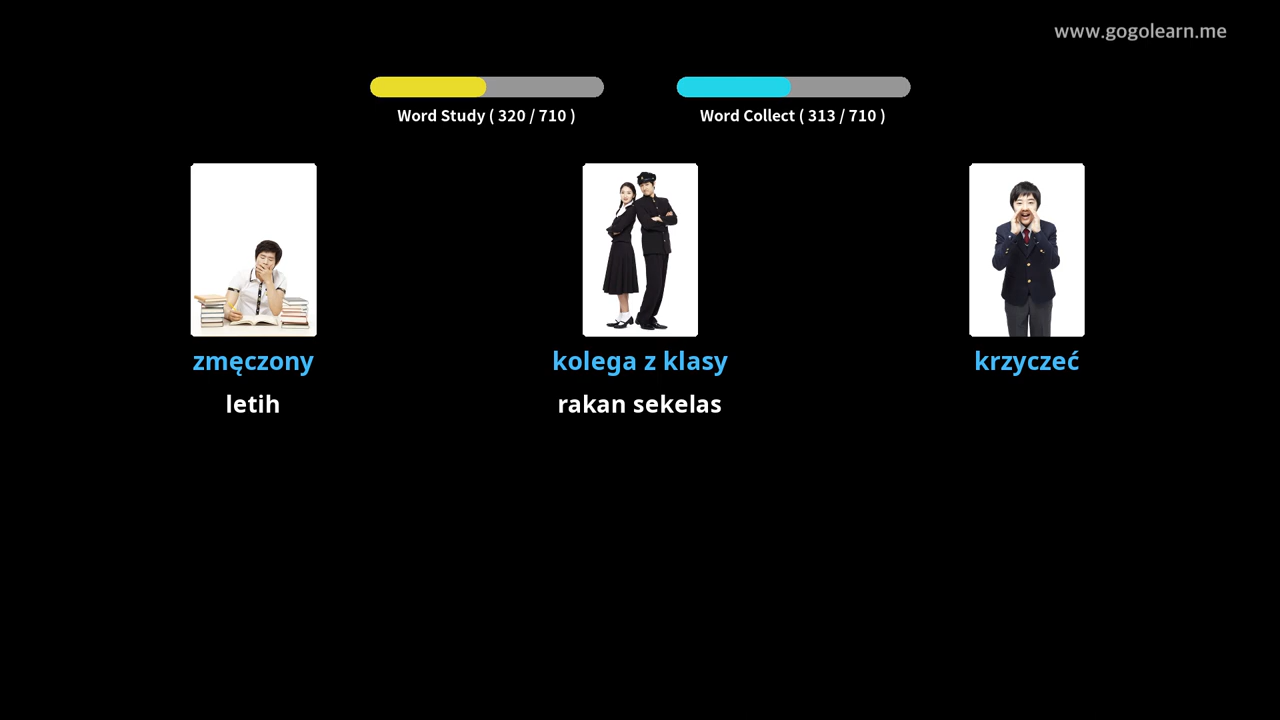 www.gogolearn.me
Word Study ( 320 / 710 )
Word Collect ( 313 / 710 )
zmęczony
kolega z klasy
krzyczeć
letih
rakan sekelas